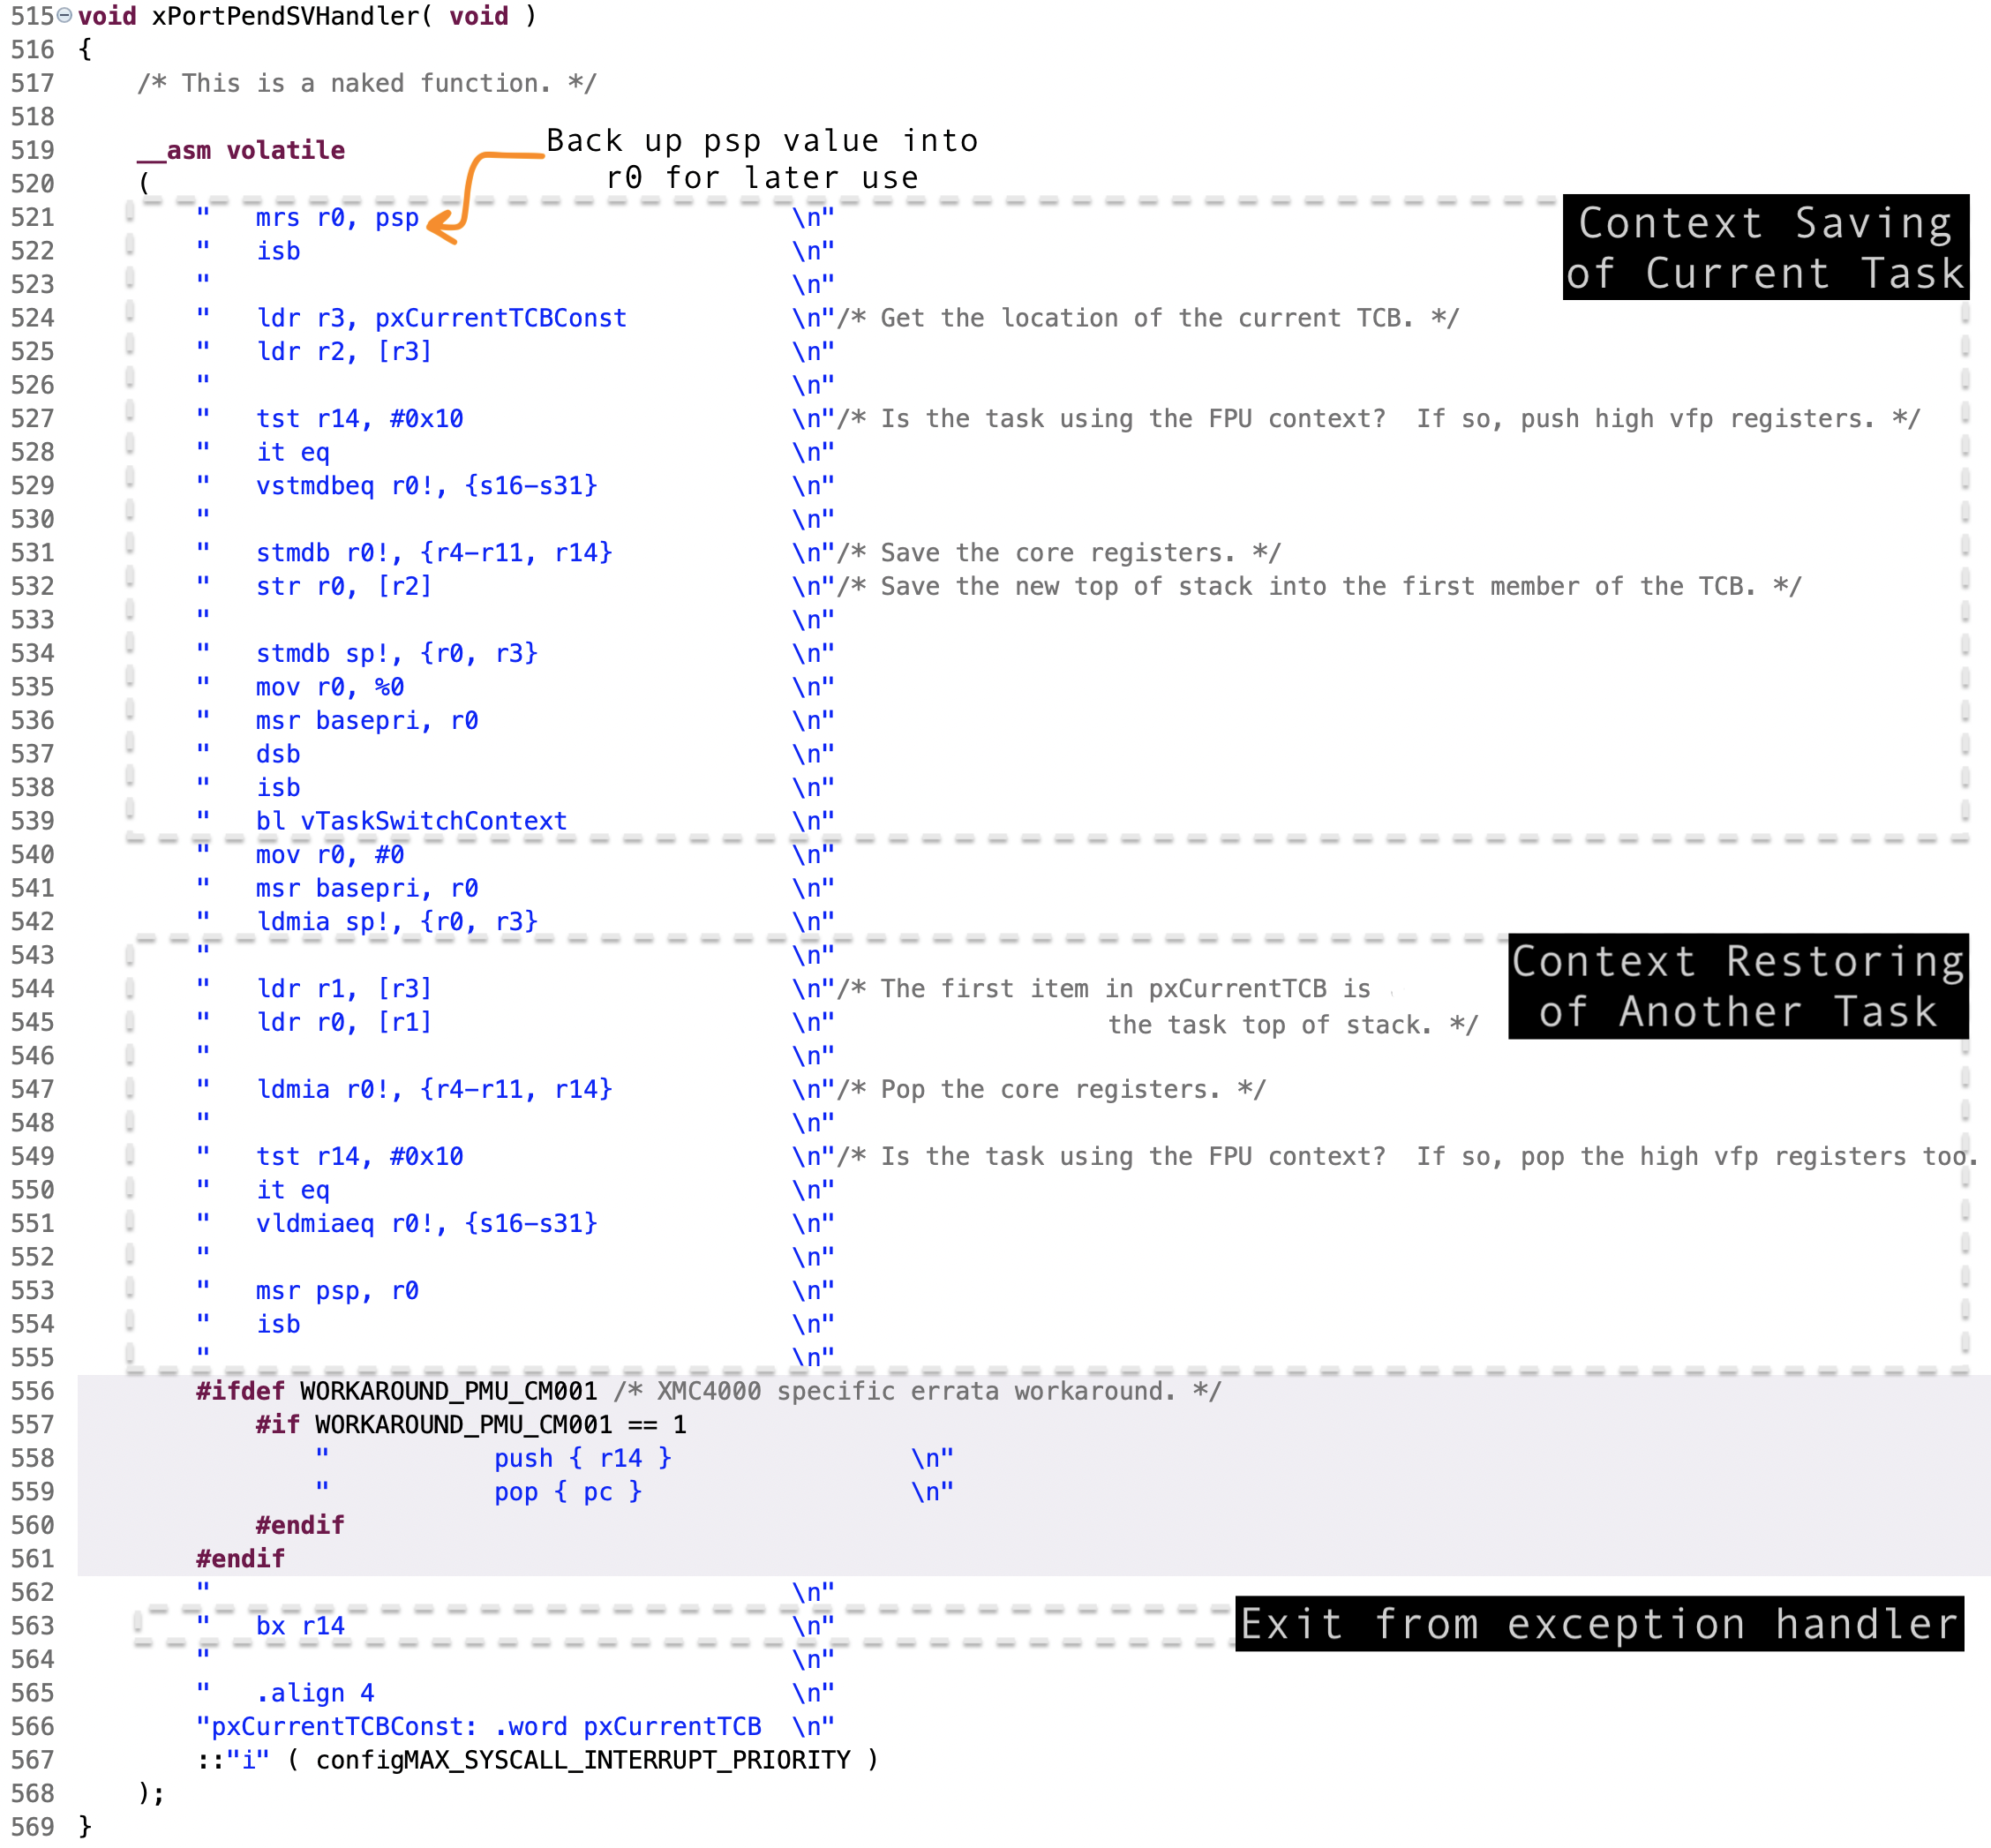 515 void xPortPendSVHandler( void )
516 {
517 /* This is a naked function. */
518
519 __asm volatile
Back up psp value into
r0 for later use
520 (
521 " mrs r0, psp \n"
Context Saving
of Current Task
522 " isb \n"
523 " \n"
524 " ldr r3, pxCurrentTCBConst \n"/* Get the location of the current TCB. */
525 " ldr r2, [r3] \n"
526 " \n"
527 " tst r14, #0x10 \n"/* Is the task using the FPU context?  If so, push high vfp registers. */
528 " it eq \n"
529 " vstmdbeq r0!, {s16-s31} \n"
530 " \n"
531 " stmdb r0!, {r4-r11, r14} \n"/* Save the core registers. */
532 " str r0, [r2] \n"/* Save the new top of stack into the first member of the TCB. */
533 " \n"
534 " stmdb sp!, {r0, r3} \n"
535 " mov r0, %0 \n"
536 " msr basepri, r0 \n"
537 " dsb \n"
538 " isb \n"
539 " bl vTaskSwitchContext \n"
540 " mov r0, #0 \n"
541 " msr basepri, r0 \n"
542 " ldmia sp!, {r0, r3} \n"
543 " \n"
Context Restoring
of Another Task
544 " ldr r1, [r3] \n"/* The first item in pxCurrentTCB is
545 " ldr r0, [r1] \n" the task top of stack. */
546 " \n"
547 " ldmia r0!, {r4-r11, r14} \n"/* Pop the core registers. */
548 " \n"
549 " tst r14, #0x10 \n"/* Is the task using the FPU context?  If so, pop the high vfp registers too.
550 " it eq \n"
551 " vldmiaeq r0!, {s16-s31} \n"
552 " \n"
553 " msr psp, r0 \n"
554 " isb \n"
555 " \n"
556 #ifdef WORKAROUND_PMU_CM001 /* XMC4000 specific errata workaround. */
557 #if WORKAROUND_PMU_CM001 == 1
558 " push { r14 } \n"
559 " pop { pc } \n"
560 #endif
561 #endif
562 " \n"
563 " bx r14 \n"
Exit from exception handler
564 " \n"
565 " .align 4 \n"
566 "pxCurrentTCBConst: .word pxCurrentTCB \n"
567 ::"i" ( configMAX_SYSCALL_INTERRUPT_PRIORITY )
568 );
569 }